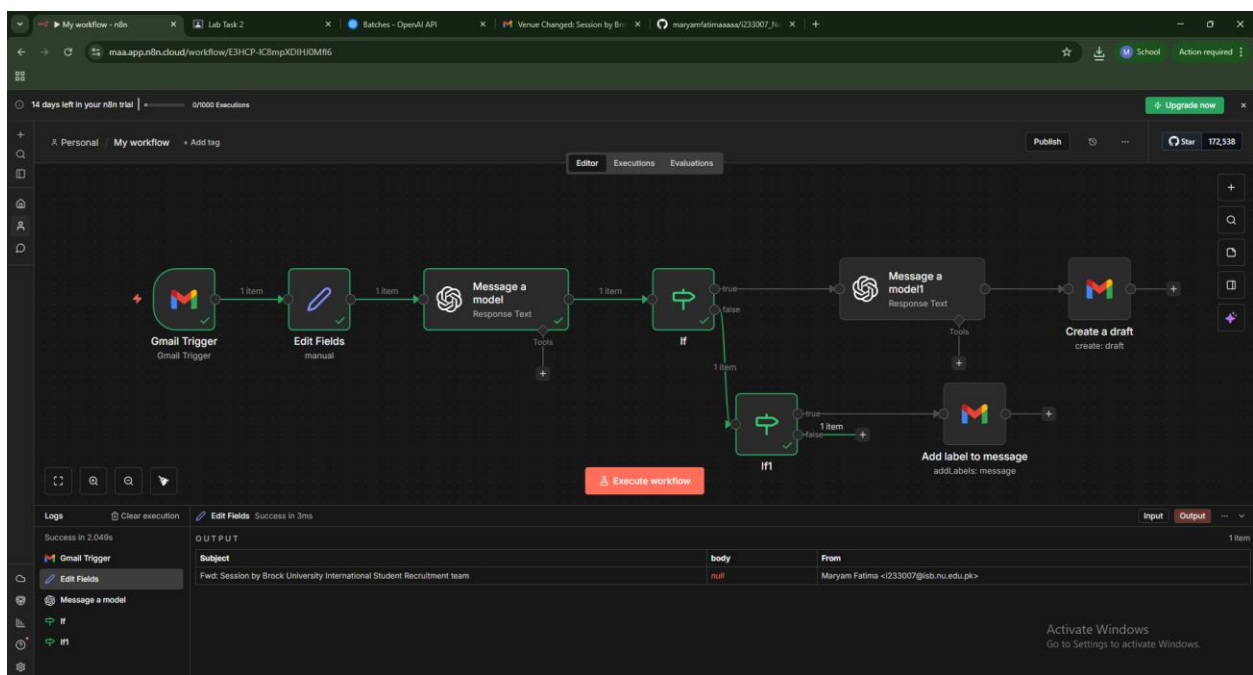 My workflow - n8n
Lab Task 2
Batches - OpenAI API
Venue Changed: Session by Bro
maryamfatimaaaaa/i233007_N
maa.app.n8n.cloud/workflow/E3HCP-IC8mpXDIHJ0Mfl6
M School
Action required
14 days left in your n8n trial
0/1000 Executions
Upgrade now
Personal / My workflow + Add tag
Publish
Star 172,538
Editor Executions Evaluations
1 item
1 item
1 item
Message a model
Response Text
Tools
true
false
Message a model1
Response Text
Tools
Gmail Trigger
Gmail Trigger
Edit Fields
manual
If
Create a draft
create: draft
1 item
true
1 item
false
If1
Add label to message
addLabels: message
Execute workflow
Logs
Clear execution
Edit Fields Success in 3ms
Input Output
Success in 2.049s
OUTPUT
1 item
Gmail Trigger
Subject body From
Edit Fields
Fwd: Session by Brock University International Student Recruitment team null Maryam Fatima <i233007@isb.nu.edu.pk>
Message a model
If
If1
Activate Windows
Go to Settings to activate Windows.